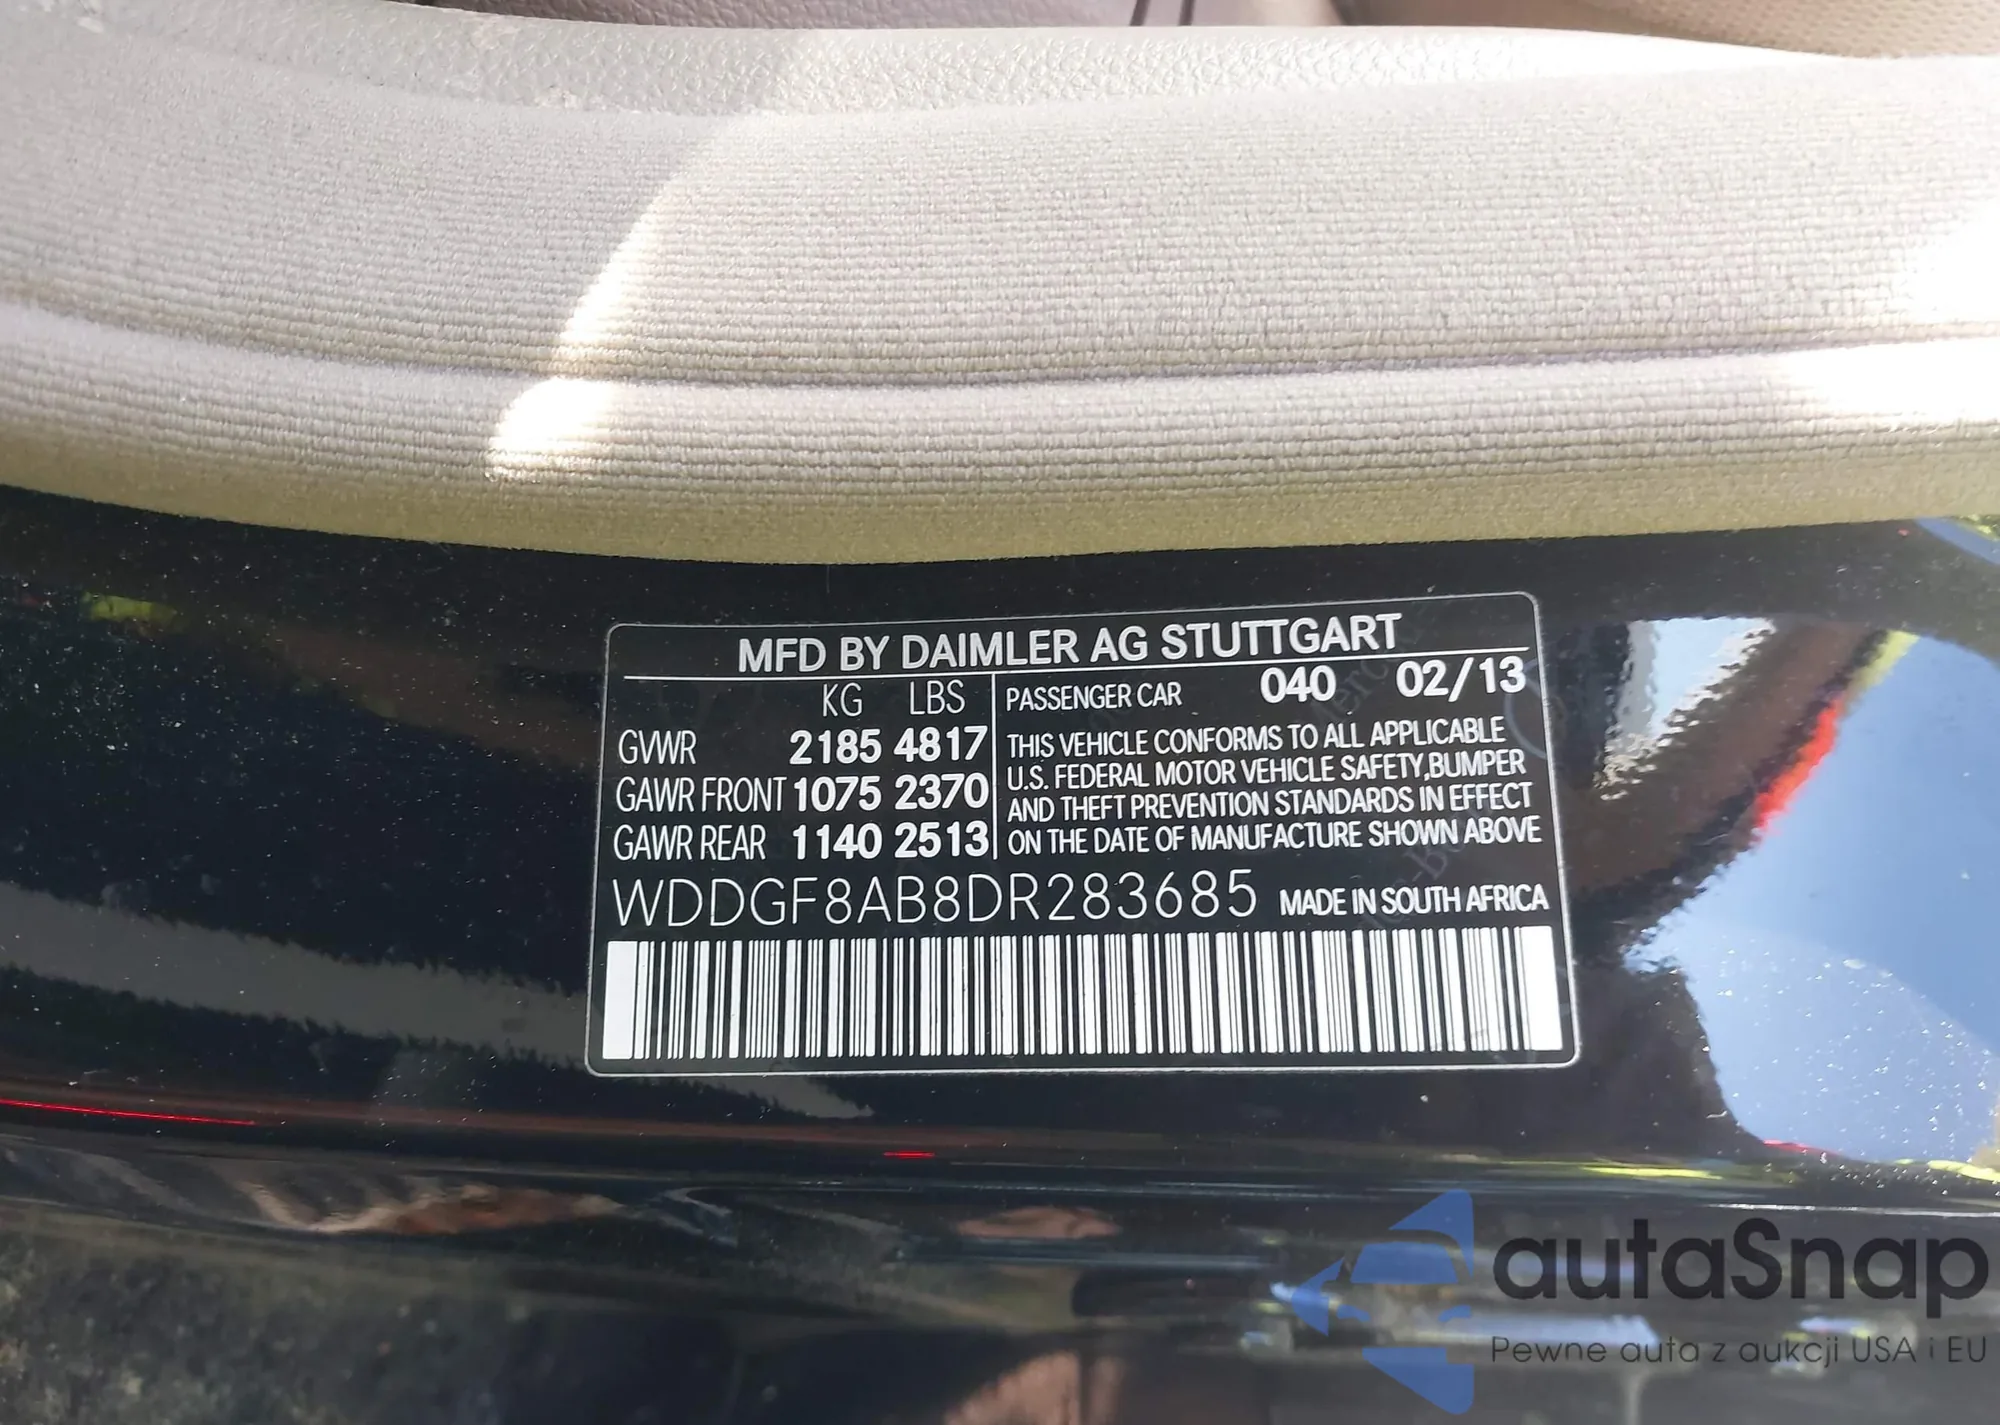 MFD BY DAIMLER AG STUTTGART
KG LBS
GVWR 2185 4817
GAWR FRONT 1075 2370
GAWR REAR 1140 2513
PASSENGER CAR 040 02/13
THIS VEHICLE CONFORMS TO ALL APPLICABLE
U.S. FEDERAL MOTOR VEHICLE SAFETY,BUMPER
AND THEFT PREVENTION STANDARDS IN EFFECT
ON THE DATE OF MANUFACTURE SHOWN ABOVE
WDDGF8AB8DR283685 MADE IN SOUTH AFRICA
autaSnap
Pewne auta z aukcji USA i EU